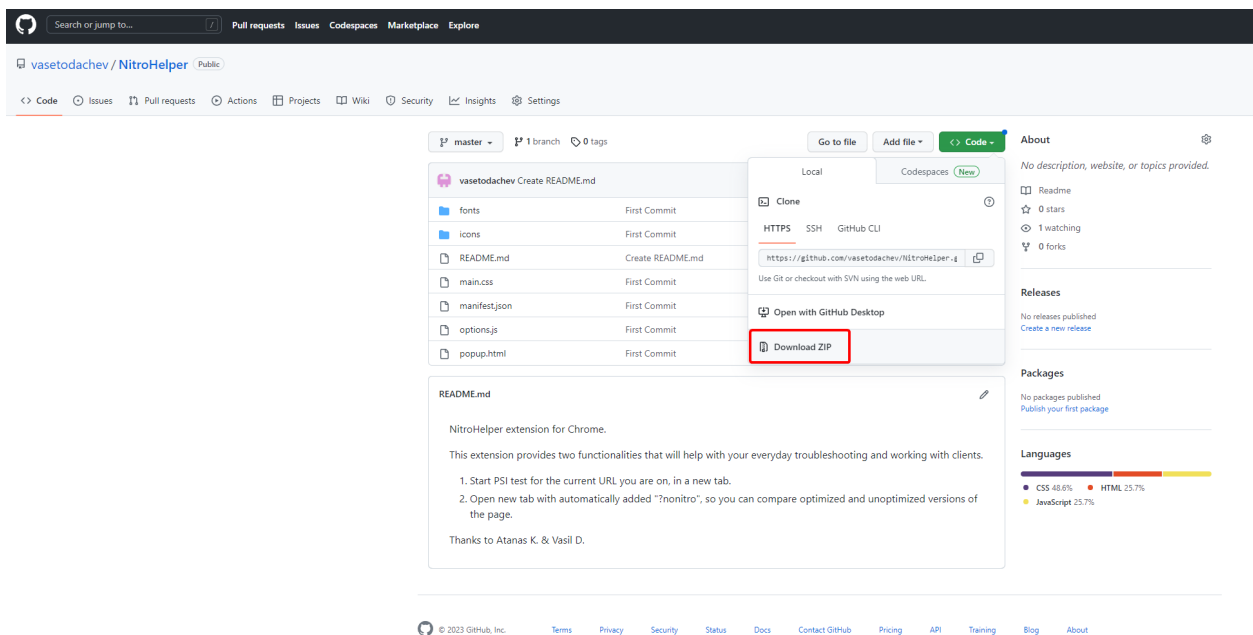 Search or jump to... /
Pull requests Issues Codespaces Marketplace Explore
vasetodachev / NitroHelper Public
Code Issues Pull requests Actions Projects Wiki Security Insights Settings
master 1 branch 0 tags
Go to file Add file Code
vasetodachev Create README.md
fonts First Commit
icons First Commit
README.md Create README.md
main.css First Commit
manifest.json First Commit
options.js First Commit
popup.html First Commit
Local Codespaces New
Clone
HTTPS SSH GitHub CLI
https://github.com/vasetodachev/NitroHelper.g
Use Git or checkout with SVN using the web URL.
Open with GitHub Desktop
Download ZIP
README.md
NitroHelper extension for Chrome.
This extension provides two functionalities that will help with your everyday troubleshooting and working with clients.
1. Start PSI test for the current URL you are on, in a new tab.
2. Open new tab with automatically added "?nonitro", so you can compare optimized and unoptimized versions of
the page.
Thanks to Atanas K. & Vasil D.
About
No description, website, or topics provided.
Readme
0 stars
1 watching
0 forks
Releases
No releases published
Create a new release
Packages
No packages published
Publish your first package
Languages
CSS 48.6% HTML 25.7%
JavaScript 25.7%
© 2023 GitHub, Inc. Terms Privacy Security Status Docs Contact GitHub Pricing API Training Blog About